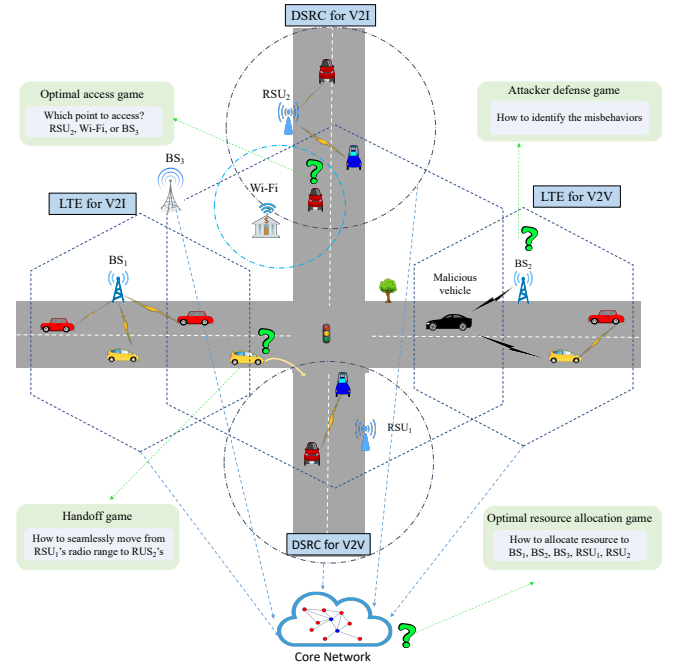 DSRC for V2I
Optimal access game
Which point to access?
RSU2, Wi-Fi, or BS3
RSU2
Attacker defense game
How to identify the misbehaviors
BS3
Wi-Fi
LTE for V2I
LTE for V2V
BS1
BS2
Malicious
vehicle
RSU1
Handoff game
How to seamlessly move from
RSU1's radio range to RUS2's
DSRC for V2V
Optimal resource allocation game
How to allocate resource to
BS1, BS2, BS3, RSU1, RSU2
Core Network